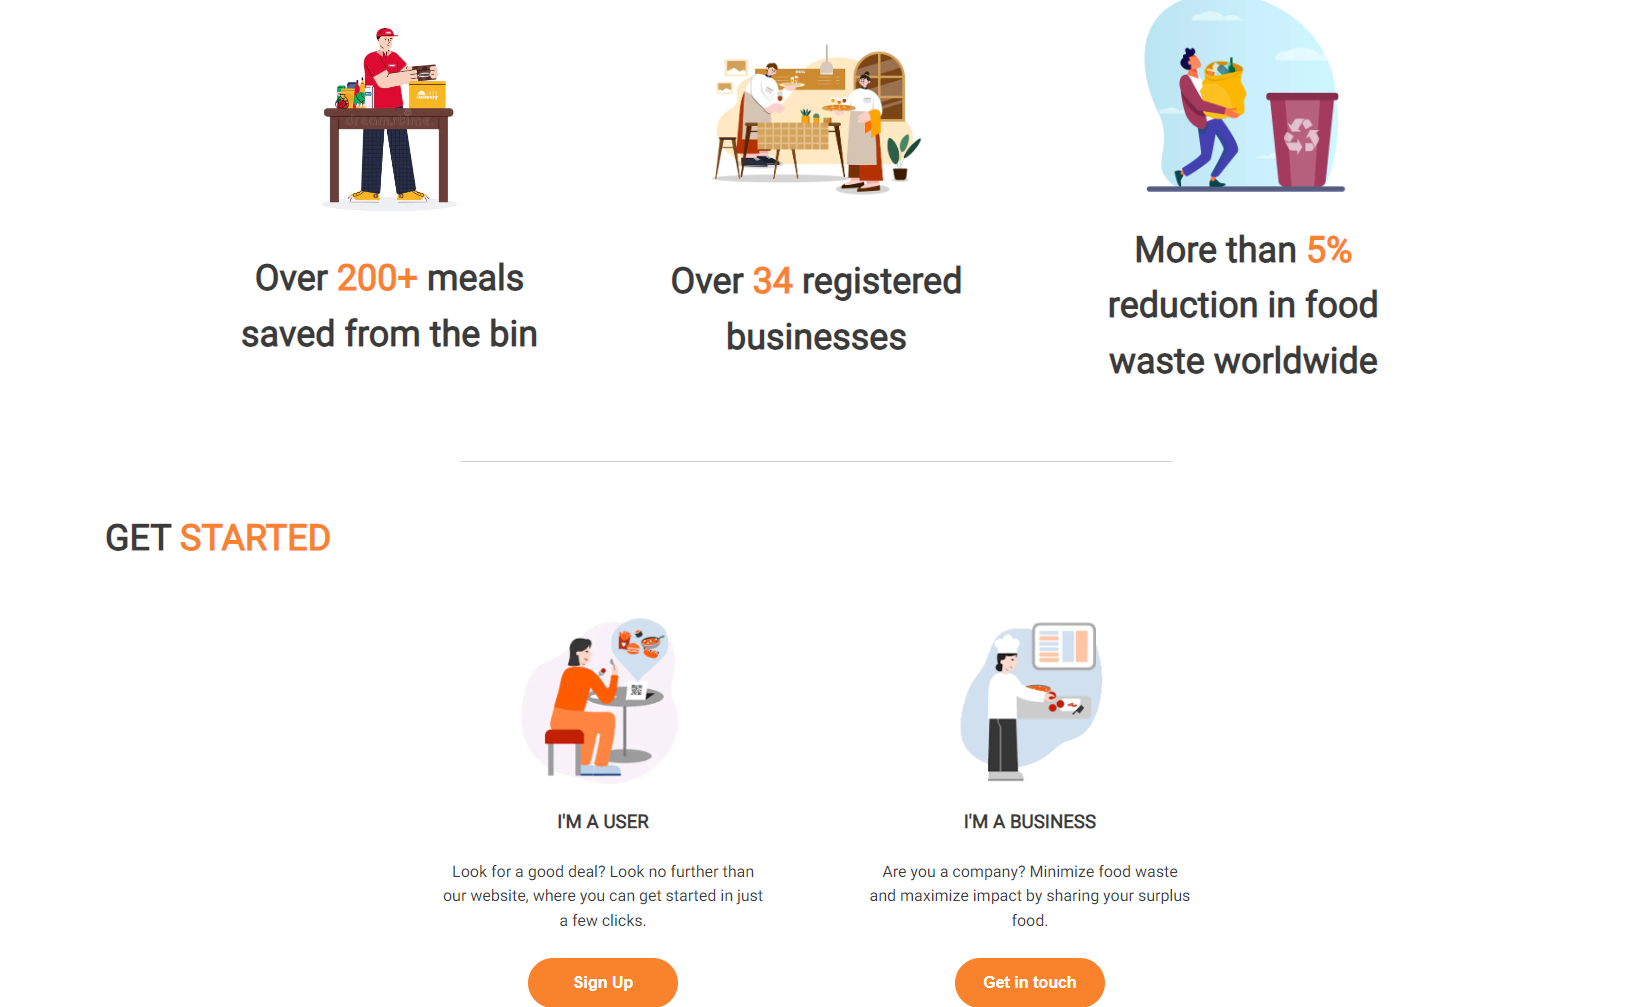 dreamstime
Over 200+ meals
saved from the bin
Over 34 registered
businesses
More than 5%
reduction in food
waste worldwide
GET STARTED
I'M A USER
Look for a good deal? Look no further than
our website, where you can get started in just
a few clicks.
Sign Up
I'M A BUSINESS
Are you a company? Minimize food waste
and maximize impact by sharing your surplus
food.
Get in touch